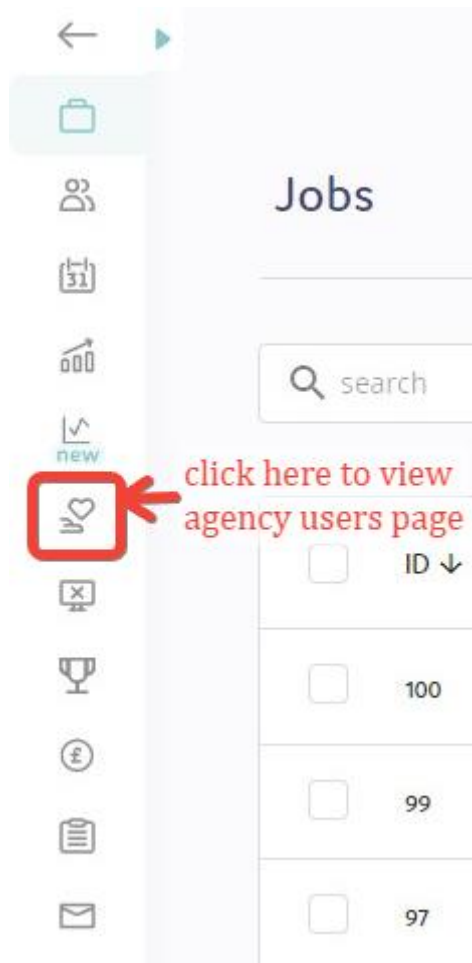 Jobs
31
search
new
click here to view
agency users page
ID
100
99
£
97